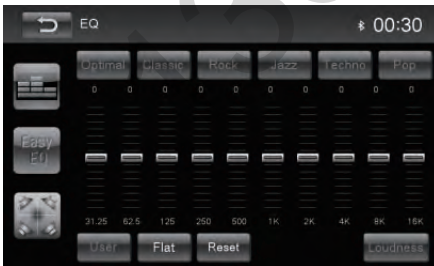 EQ 00:30
Optimal Classic Rock Jazz Techno Pop
0 0 0 0 0 0 0 0 0 0
Easy
EQ
31.25 62.5 125 250 500 1K 2K 4K 8K 16K
User Flat Reset Loudness